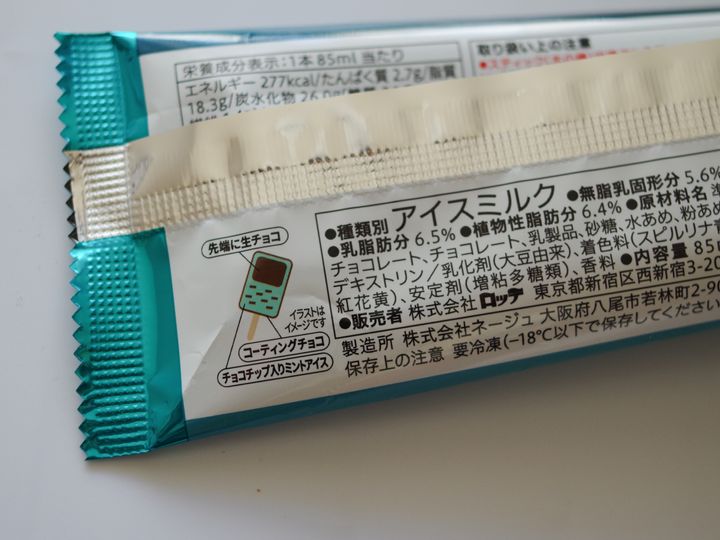 栄養成分表示:1本 85ml 当たり
エネルギー 277kcal/たんぱく質 2.7g/脂質
18.3g/炭水化物 26.0g/
取り扱い上の注意
●スティック
●種類別 アイスミルク ●無脂乳固形分 5.6%
●乳脂肪分 6.5% ●植物性脂肪分 6.4% ●原材料名
チョコレート、チョコレート、乳製品、砂糖、水あめ、粉あめ
デキストリン/乳化剤(大豆由来)、着色料(スピルリナ青
紅花黄)、安定剤(増粘多糖類)、香料 ●内容量 85
●販売者 株式会社 ロッテ 東京都新宿区西新宿3-20
製造所 株式会社ネージュ 大阪府八尾市若林町2-90
保存上の注意 要冷凍(−18℃以下で保存してください
先端に生チョコ
イラストは
イメージです
コーティングチョコ
チョコチップ入りミントアイス